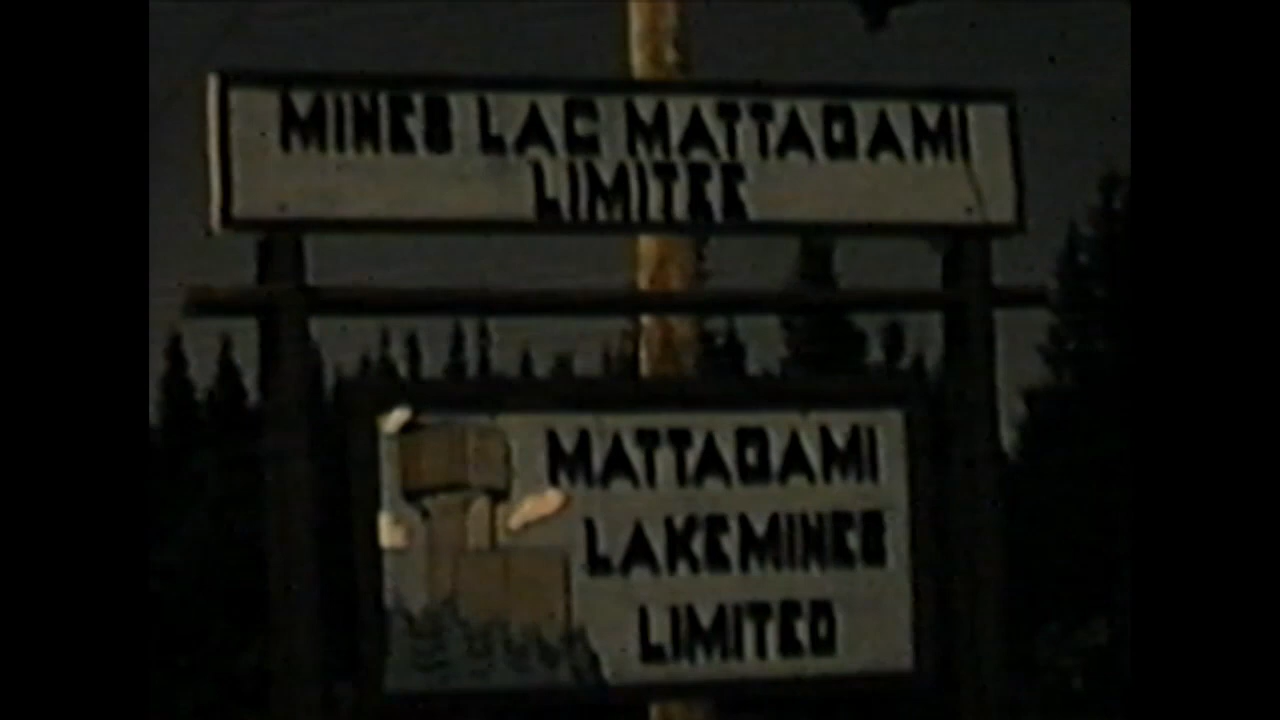 MINES LAC MATTAGAMI
LIMITEE
MATTAGAMI
LAKE MINES
LIMITED